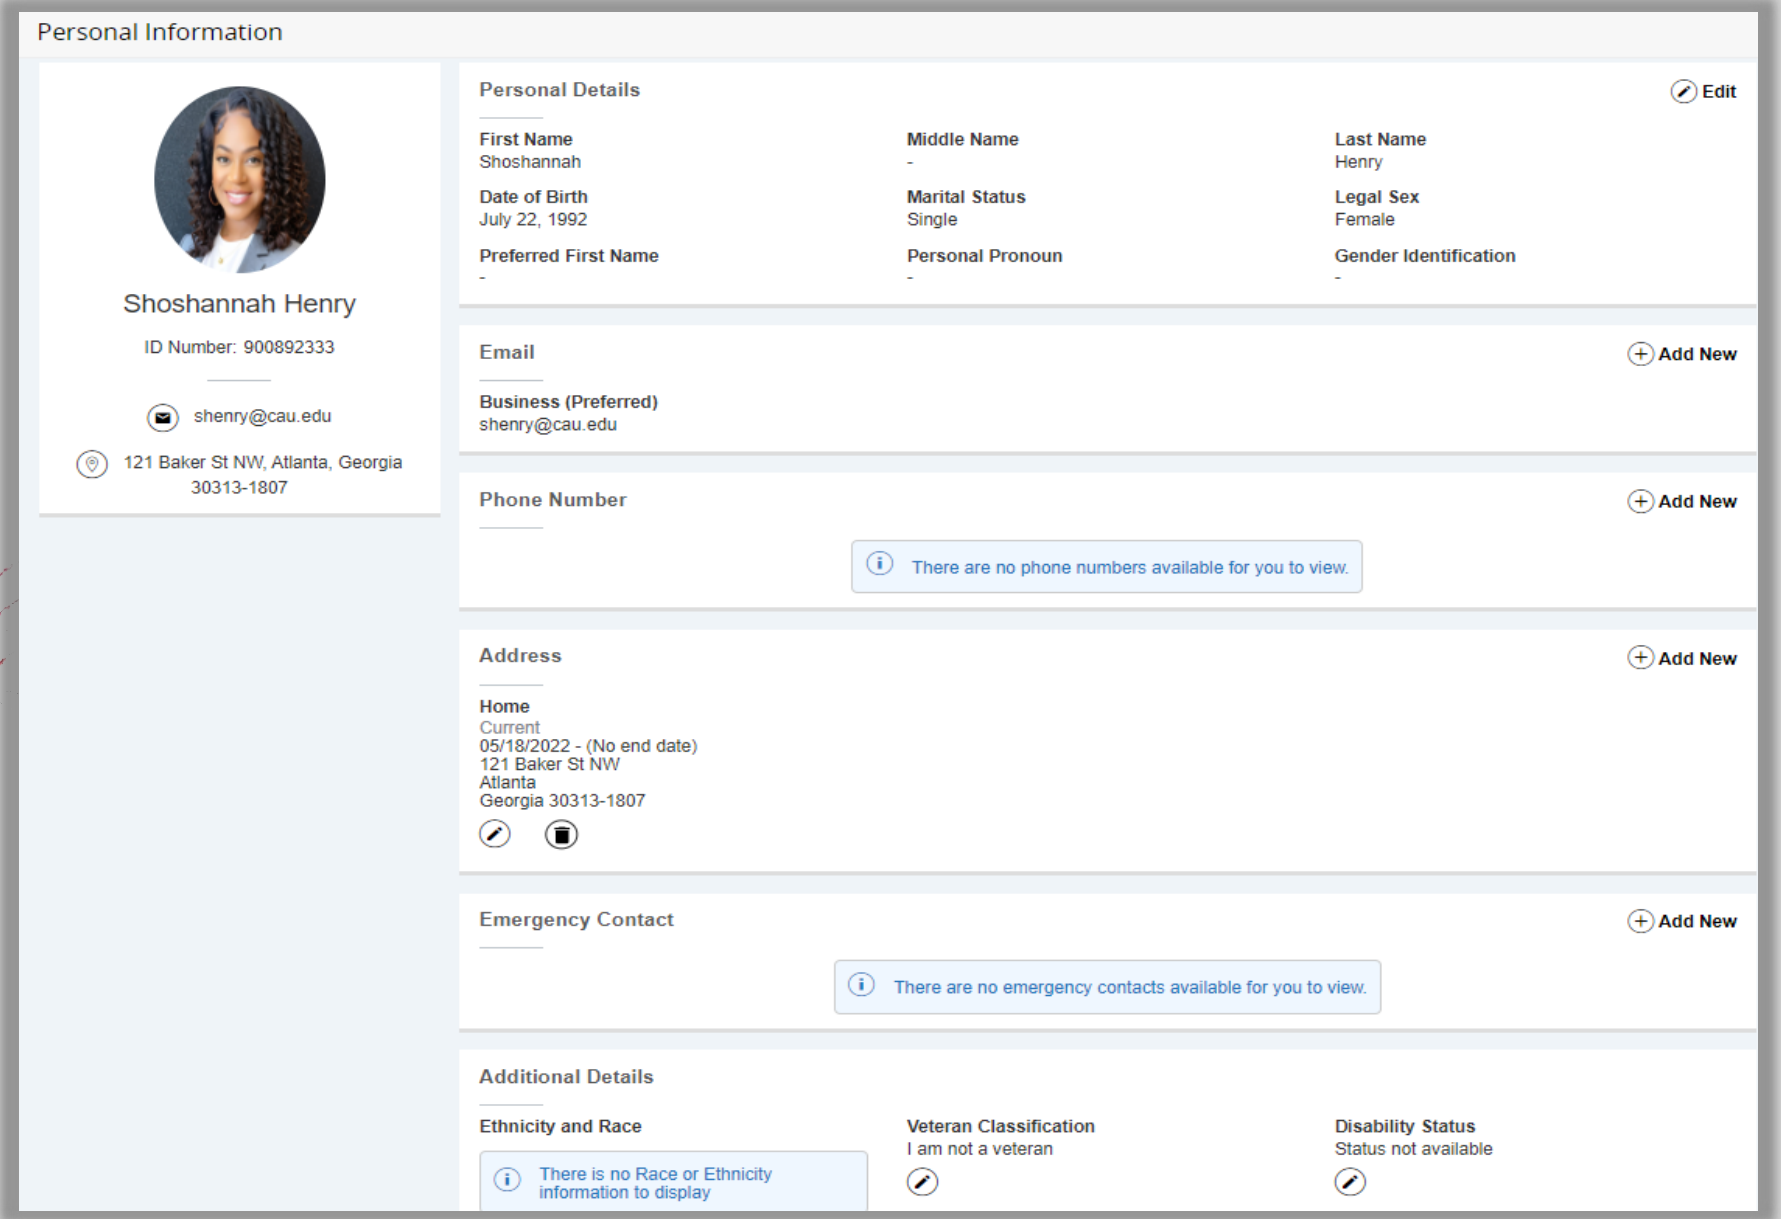 Personal Information
Shoshannah Henry
ID Number: 900892333
shenry@cau.edu
121 Baker St NW, Atlanta, Georgia
30313-1807
Personal Details
Edit
First Name
Middle Name
Last Name
Shoshannah
-
Henry
Date of Birth
Marital Status
Legal Sex
July 22, 1992
Single
Female
Preferred First Name
Personal Pronoun
Gender Identification
-
-
-
Email
Add New
Business (Preferred)
shenry@cau.edu
Phone Number
Add New
There are no phone numbers available for you to view.
Address
Add New
Home
Current
05/18/2022 - (No end date)
121 Baker St NW
Atlanta
Georgia 30313-1807
Emergency Contact
Add New
There are no emergency contacts available for you to view.
Additional Details
Ethnicity and Race
Veteran Classification
Disability Status
I am not a veteran
Status not available
There is no Race or Ethnicity
information to display